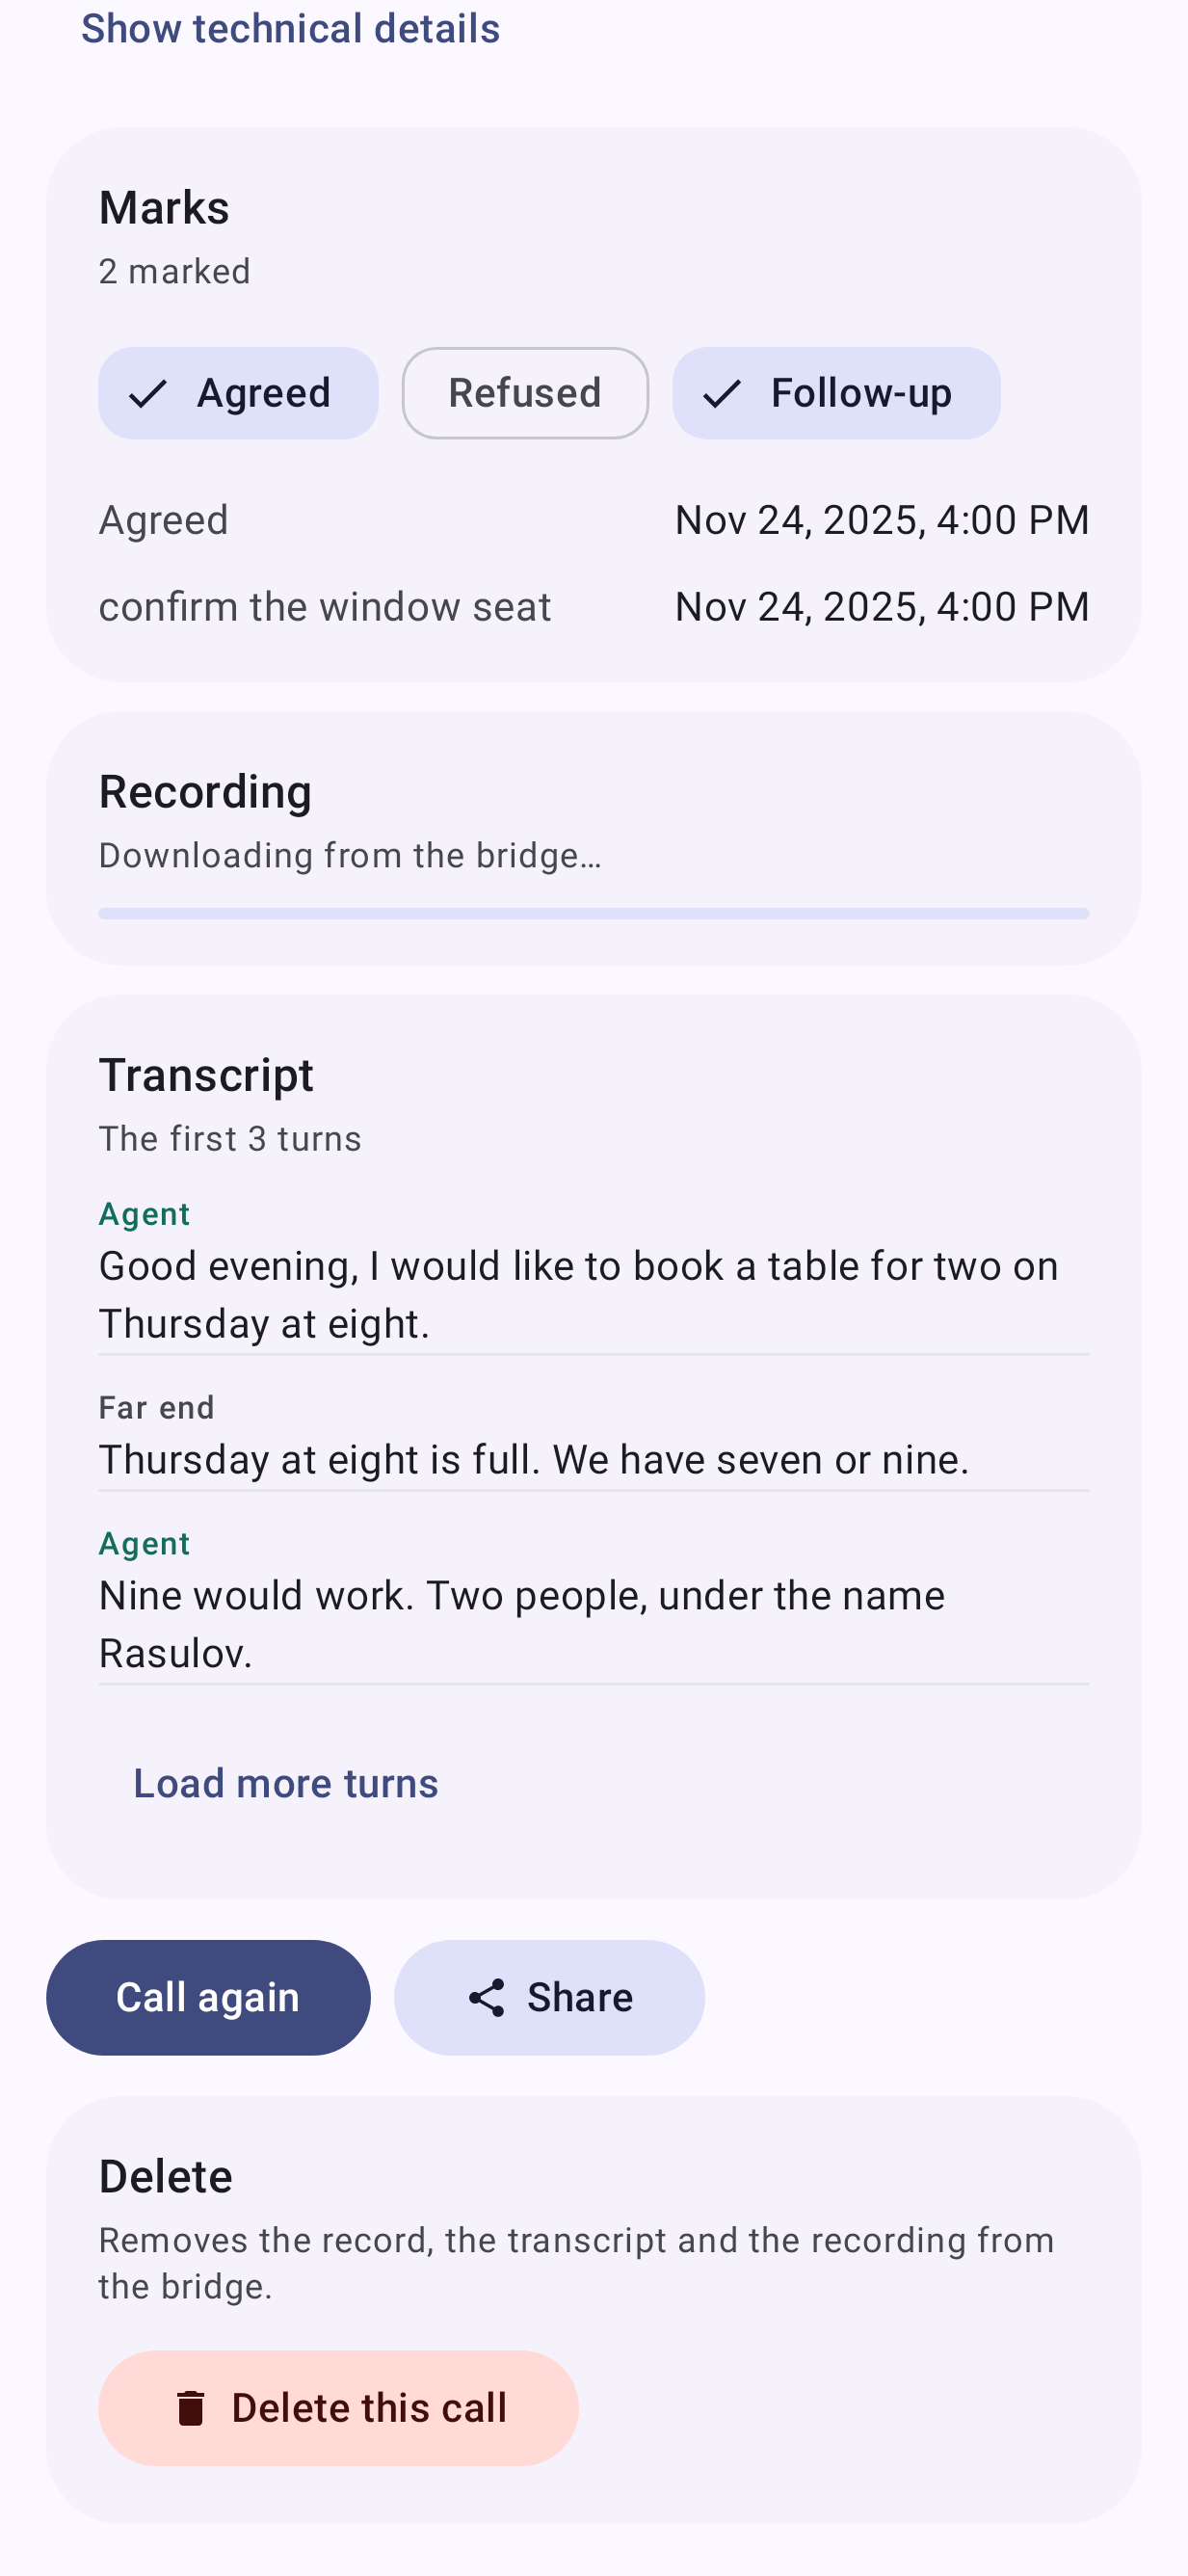 Show technical details
Marks
2 marked
Agreed
Refused
Follow-up
Agreed Nov 24, 2025, 4:00 PM
confirm the window seat Nov 24, 2025, 4:00 PM
Recording
Downloading from the bridge…
Transcript
The first 3 turns
Agent
Good evening, I would like to book a table for two on
Thursday at eight.
Far end
Thursday at eight is full. We have seven or nine.
Agent
Nine would work. Two people, under the name
Rasulov.
Load more turns
Call again
Share
Delete
Removes the record, the transcript and the recording from
the bridge.
Delete this call